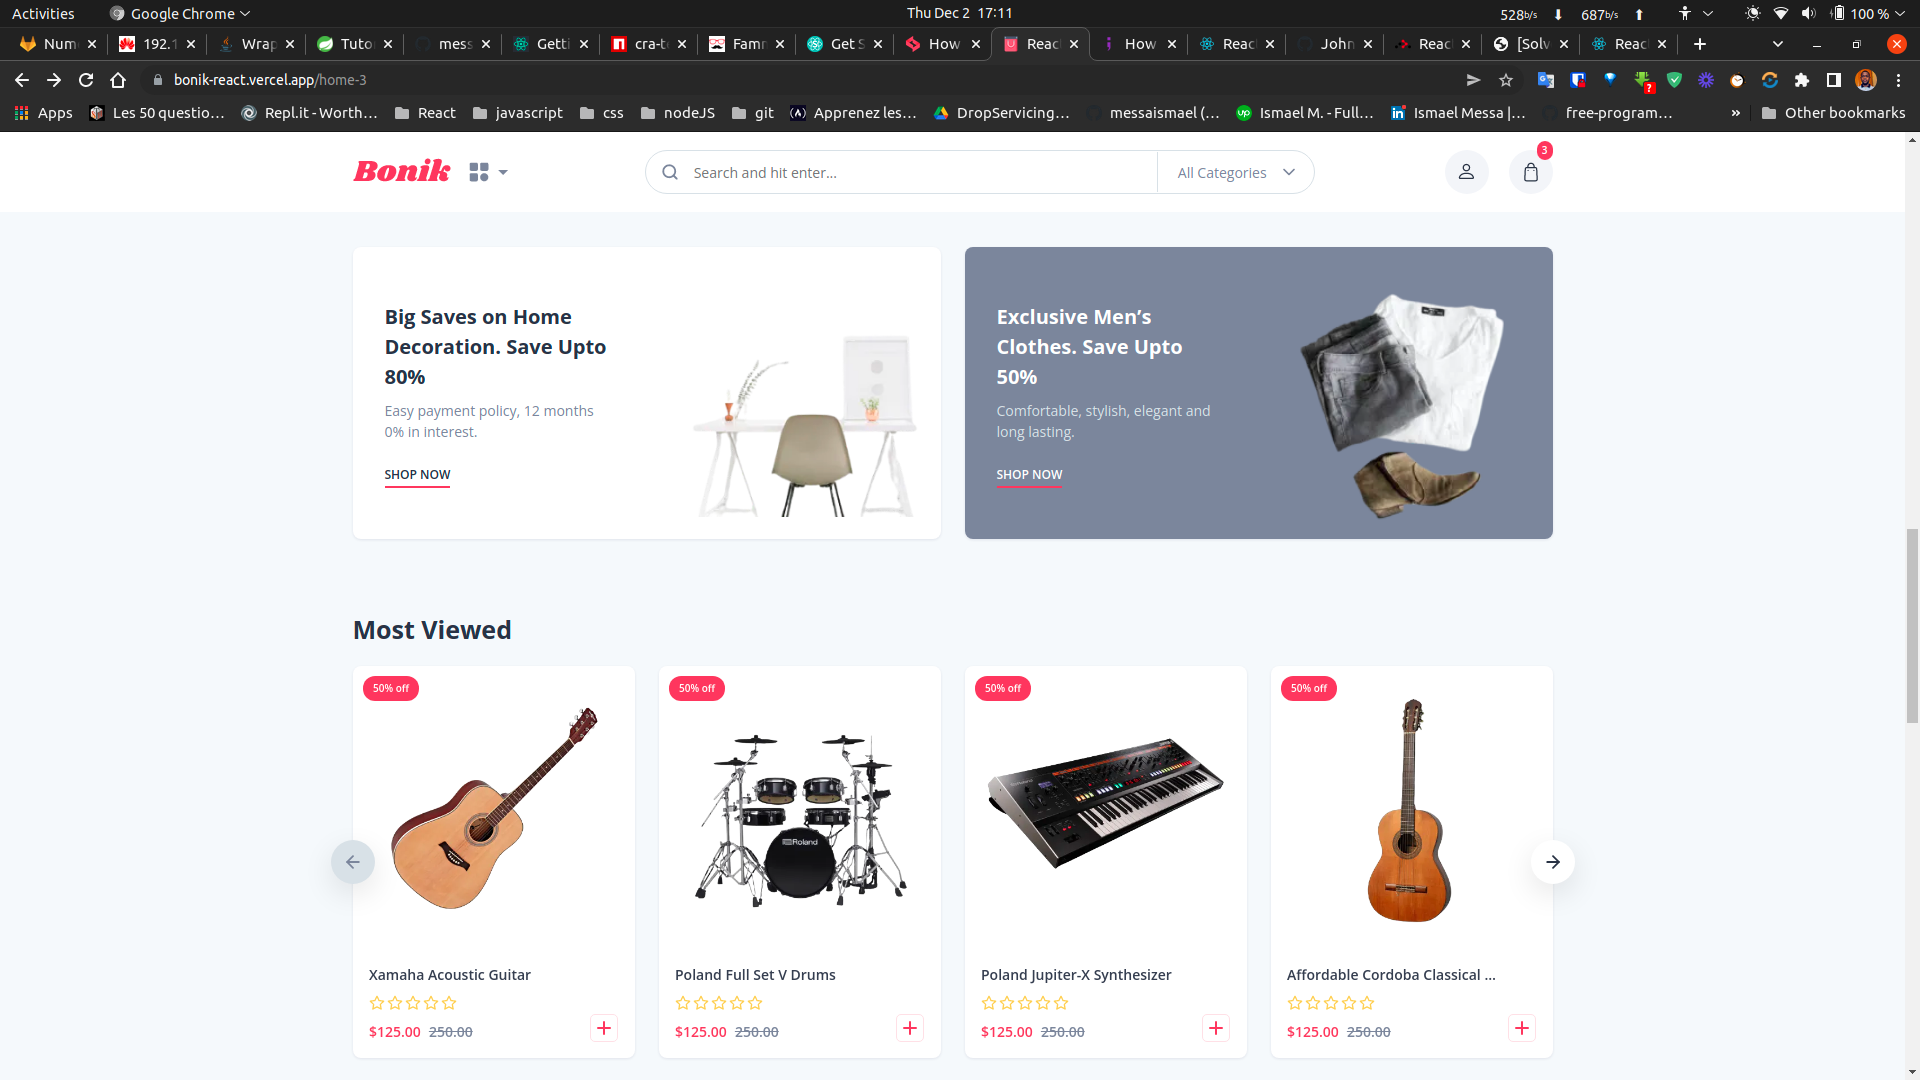 Activities
Google Chrome
Thu Dec 2 17:11
528b/s
687b/s
100 %
Num
192.1
Wrap
Tuto
mess
Getti
cra-t
Famr
Get S
How
Reac
How
Reac
John
Reac
[Solv
Reac
bonik-react.vercel.app/home-3
Apps
Les 50 questio...
Repl.it - Worth...
React
javascript
css
nodeJS
git
Apprenez les...
DropServicing...
messaismael (...
Ismael M. - Full...
Ismael Messa |...
free-program...
»
Other bookmarks
Bonik
Search and hit enter...
All Categories
3
Big Saves on Home
Decoration. Save Upto
80%
Easy payment policy, 12 months
0% in interest.
SHOP NOW
Exclusive Men’s
Clothes. Save Upto
50%
Comfortable, stylish, elegant and
long lasting.
SHOP NOW
Most Viewed
50% off
50% off
50% off
50% off
Roland
Xamaha Acoustic Guitar
Poland Full Set V Drums
Poland Jupiter-X Synthesizer
Affordable Cordoba Classical ...
$125.00 250.00
$125.00 250.00
$125.00 250.00
$125.00 250.00